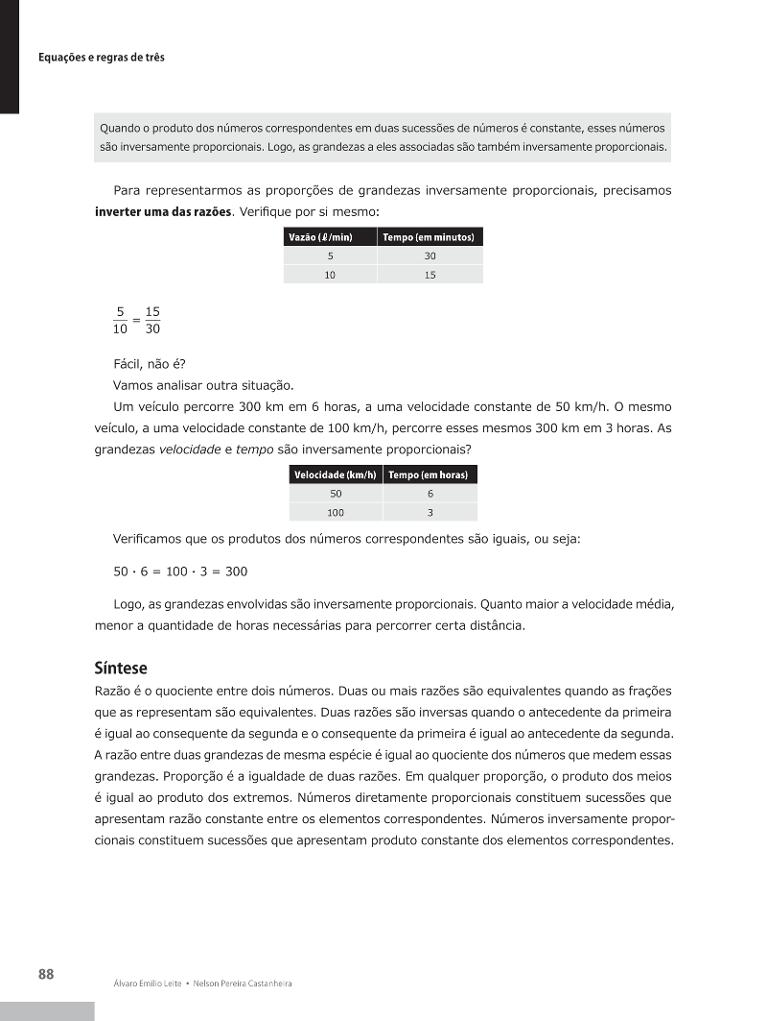 Equações e regras de três
Quando o produto dos números correspondentes em duas sucessões de números é constante, esses números
são inversamente proporcionais. Logo, as grandezas a eles associadas são também inversamente proporcionais.
Para representarmos as proporções de grandezas inversamente proporcionais, precisamos
inverter uma das razões. Verifique por si mesmo:
Vazão (ℓ/min) Tempo (em minutos)
5 30
10 15
5/10 = 15/30
Fácil, não é?
Vamos analisar outra situação.
Um veículo percorre 300 km em 6 horas, a uma velocidade constante de 50 km/h. O mesmo
veículo, a uma velocidade constante de 100 km/h, percorre esses mesmos 300 km em 3 horas. As
grandezas velocidade e tempo são inversamente proporcionais?
Velocidade (km/h) Tempo (em horas)
50 6
100 3
Verificamos que os produtos dos números correspondentes são iguais, ou seja:
50 · 6 = 100 · 3 = 300
Logo, as grandezas envolvidas são inversamente proporcionais. Quanto maior a velocidade média,
menor a quantidade de horas necessárias para percorrer certa distância.
Síntese
Razão é o quociente entre dois números. Duas ou mais razões são equivalentes quando as frações
que as representam são equivalentes. Duas razões são inversas quando o antecedente da primeira
é igual ao consequente da segunda e o consequente da primeira é igual ao antecedente da segunda.
A razão entre duas grandezas de mesma espécie é igual ao quociente dos números que medem essas
grandezas. Proporção é a igualdade de duas razões. Em qualquer proporção, o produto dos meios
é igual ao produto dos extremos. Números diretamente proporcionais constituem sucessões que
apresentam razão constante entre os elementos correspondentes. Números inversamente propor-
cionais constituem sucessões que apresentam produto constante dos elementos correspondentes.
88
Álvaro Emílio Leite • Nelson Pereira Castanheira